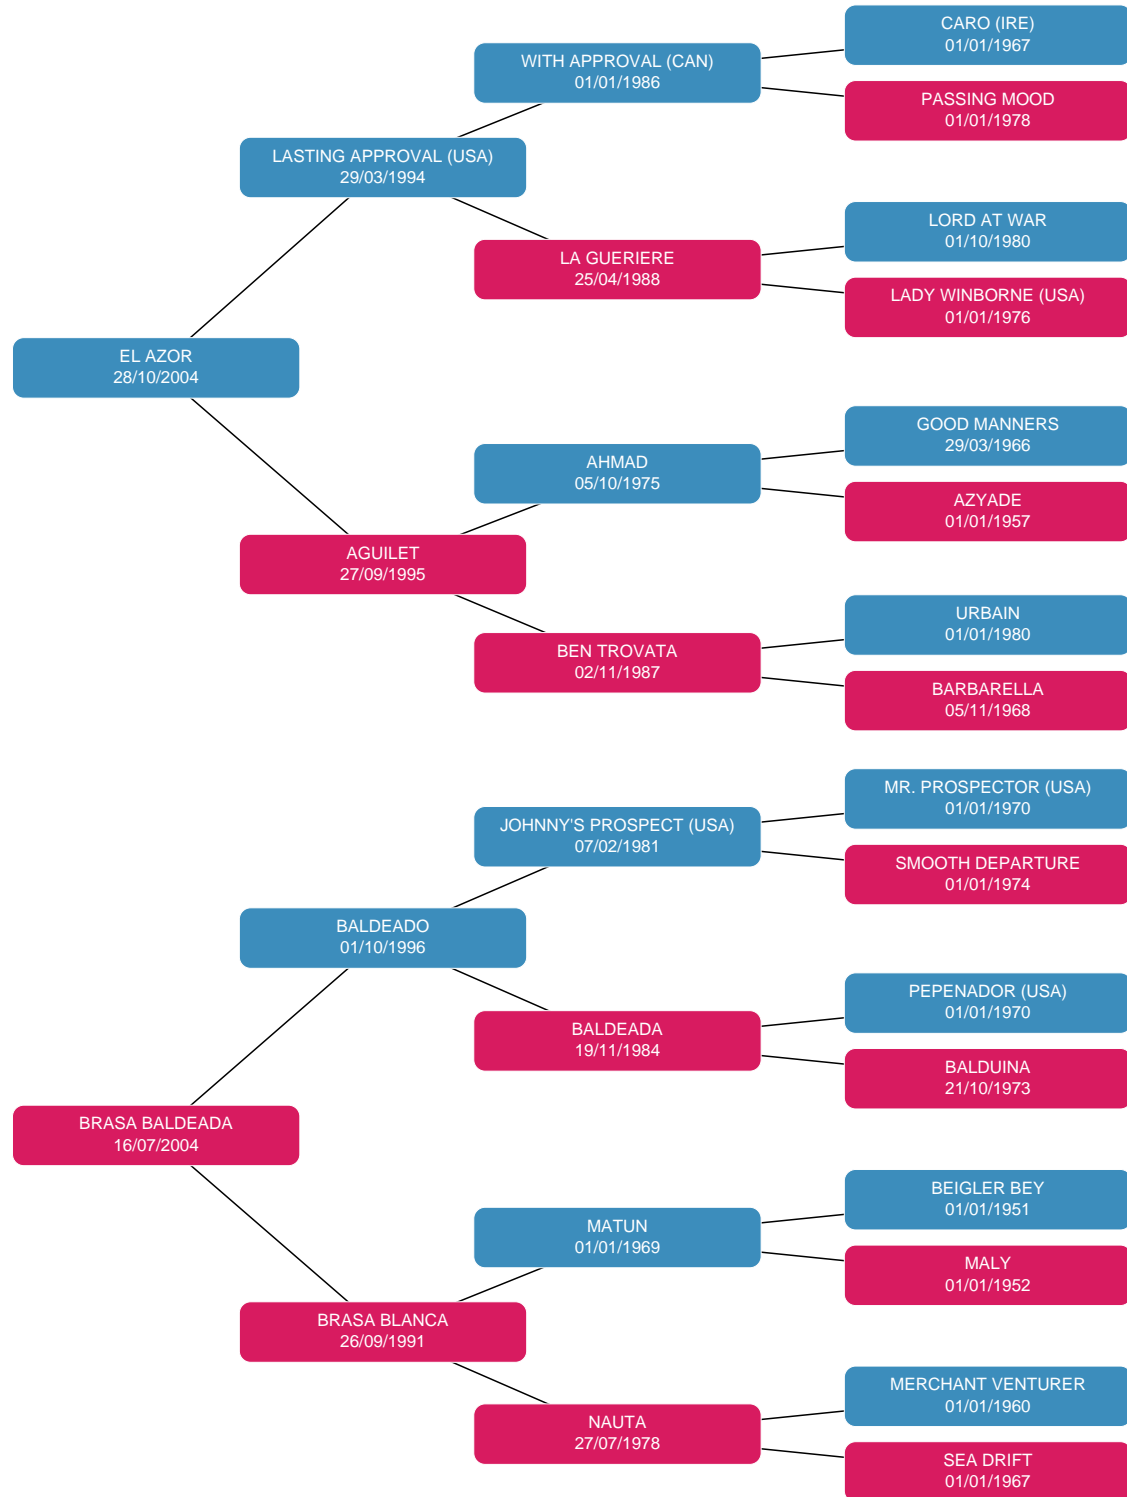 CARO (IRE)
01/01/1967
WITH APPROVAL (CAN)
01/01/1986
PASSING MOOD
01/01/1978
LASTING APPROVAL (USA)
29/03/1994
LORD AT WAR
01/10/1980
LA GUERIERE
25/04/1988
LADY WINBORNE (USA)
01/01/1976
EL AZOR
28/10/2004
GOOD MANNERS
29/03/1966
AHMAD
05/10/1975
AZYADE
01/01/1957
AGUILET
27/09/1995
URBAIN
01/01/1980
BEN TROVATA
02/11/1987
BARBARELLA
05/11/1968
MR. PROSPECTOR (USA)
01/01/1970
JOHNNY'S PROSPECT (USA)
07/02/1981
SMOOTH DEPARTURE
01/01/1974
BALDEADO
01/10/1996
PEPENADOR (USA)
01/01/1970
BALDEADA
19/11/1984
BALDUINA
21/10/1973
BRASA BALDEADA
16/07/2004
BEIGLER BEY
01/01/1951
MATUN
01/01/1969
MALY
01/01/1952
BRASA BLANCA
26/09/1991
MERCHANT VENTURER
01/01/1960
NAUTA
27/07/1978
SEA DRIFT
01/01/1967